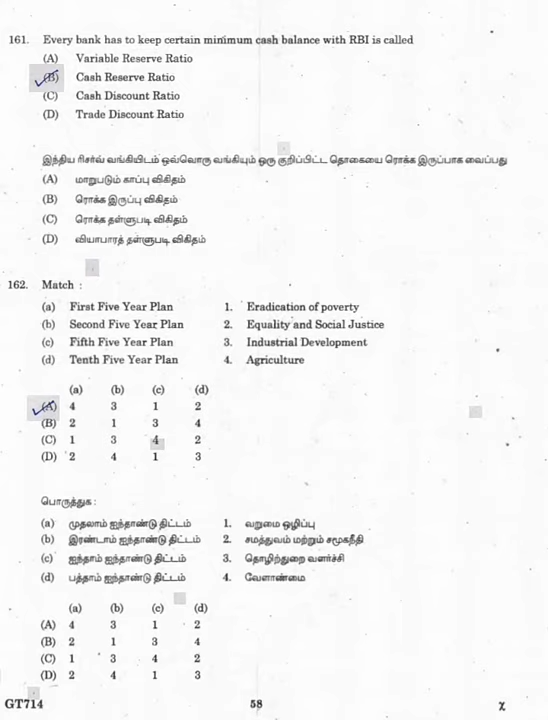 161. Every bank has to keep certain minimum cash balance with RBI is called
(A) Variable Reserve Ratio
(B) Cash Reserve Ratio
(C) Cash Discount Ratio
(D) Trade Discount Ratio
இந்திய ரிசர்வ் வங்கியிடம் ஒவ்வொரு வங்கியும் ஒரு குறிப்பிட்ட தொகையை ரொக்க இருப்பாக வைப்பது
(A) மாறுபடும் காப்பு விகிதம்
(B) ரொக்க இருப்பு விகிதம்
(C) ரொக்க தள்ளுபடி விகிதம்
(D) வியாபாரத் தள்ளுபடி விகிதம்
162. Match :
(a) First Five Year Plan 1. Eradication of poverty
(b) Second Five Year Plan 2. Equality and Social Justice
(c) Fifth Five Year Plan 3. Industrial Development
(d) Tenth Five Year Plan 4. Agriculture
(a) (b) (c) (d)
(A) 4 3 1 2
(B) 2 1 3 4
(C) 1 3 4 2
(D) 2 4 1 3
பொருத்துக :
(a) முதலாம் ஐந்தாண்டு திட்டம் 1. வறுமை ஒழிப்பு
(b) இரண்டாம் ஐந்தாண்டு திட்டம் 2. சமத்துவம் மற்றும் சமூகநீதி
(c) ஐந்தாம் ஐந்தாண்டு திட்டம் 3. தொழிற்துறை வளர்ச்சி
(d) பத்தாம் ஐந்தாண்டு திட்டம் 4. வேளாண்மை
(a) (b) (c) (d)
(A) 4 3 1 2
(B) 2 1 3 4
(C) 1 3 4 2
(D) 2 4 1 3
GT714 58 χ